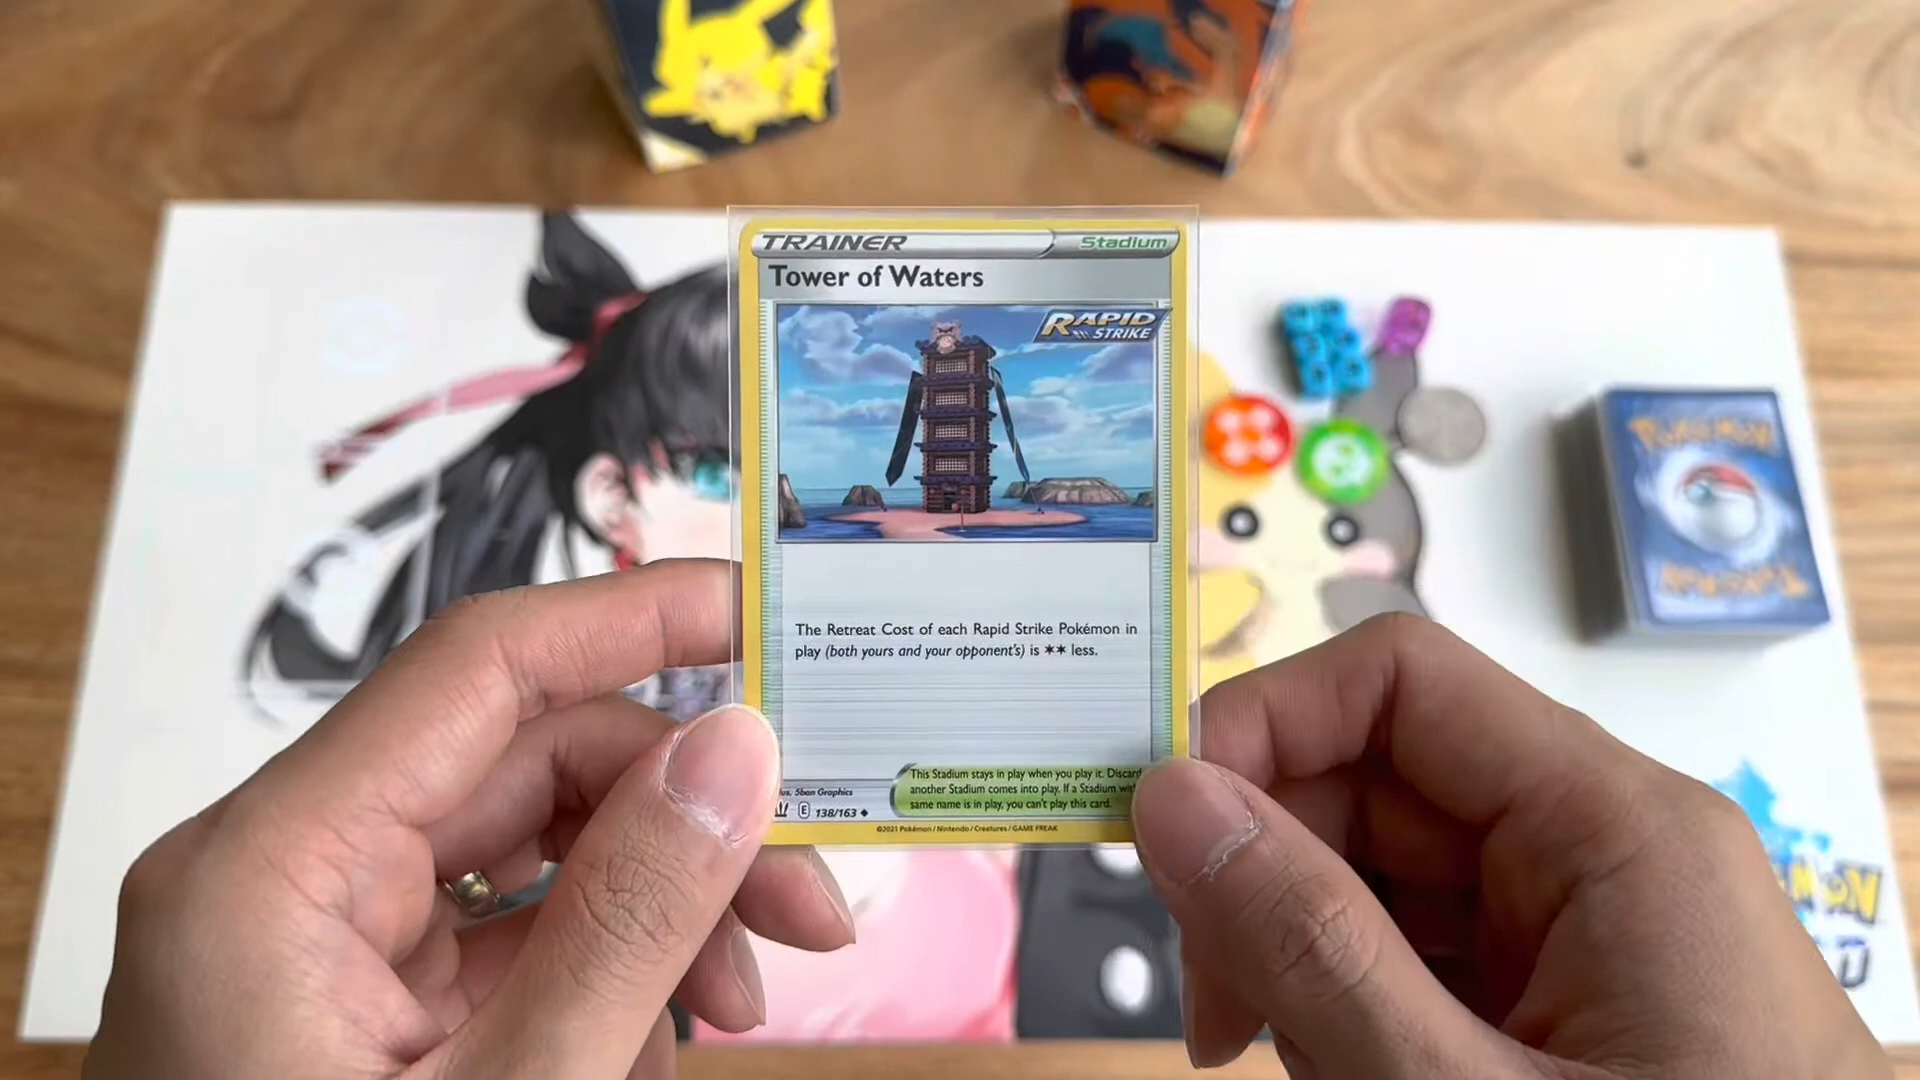 TRAINER
Stadium
Tower of Waters
RAPID
STRIKE
The Retreat Cost of each Rapid Strike Pokémon in
play (both yours and your opponent's) is ✶✶ less.
This Stadium stays in play when you play it. Discard
another Stadium comes into play. If a Stadium
same name is in play, you can't play this card.
5ban Graphics
E 138/163 ◆
©2021 Pokémon / Nintendo / Creatures / GAME FREAK
POKÉMON